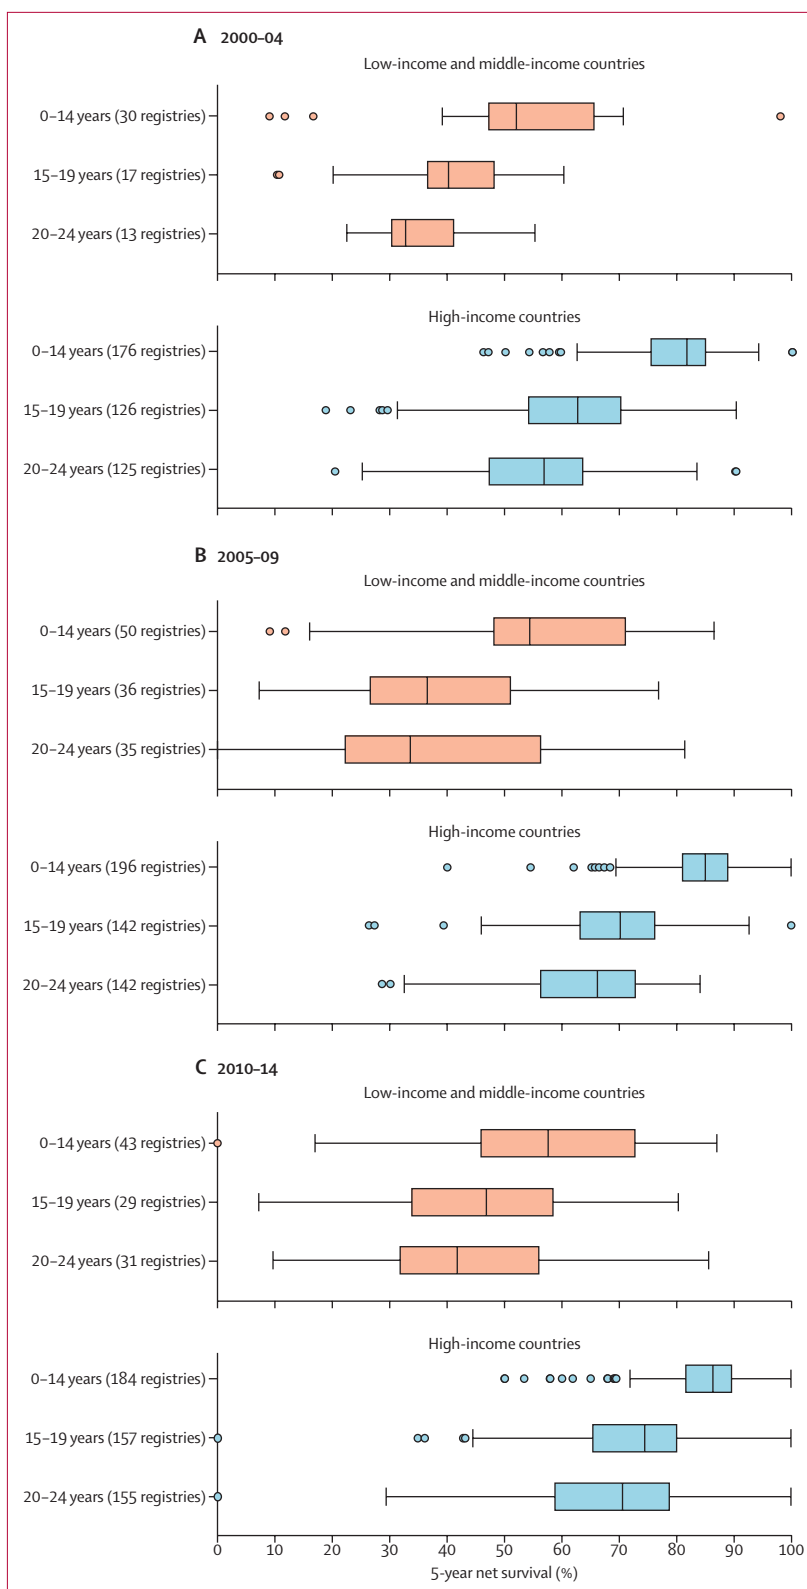 A 2000–04
Low-income and middle-income countries
0–14 years (30 registries)
15–19 years (17 registries)
20–24 years (13 registries)
High-income countries
0–14 years (176 registries)
15–19 years (126 registries)
20–24 years (125 registries)
B 2005–09
Low-income and middle-income countries
0–14 years (50 registries)
15–19 years (36 registries)
20–24 years (35 registries)
High-income countries
0–14 years (196 registries)
15–19 years (142 registries)
20–24 years (142 registries)
C 2010–14
Low-income and middle-income countries
0–14 years (43 registries)
15–19 years (29 registries)
20–24 years (31 registries)
High-income countries
0–14 years (184 registries)
15–19 years (157 registries)
20–24 years (155 registries)
0 10 20 30 40 50 60 70 80 90 100
5-year net survival (%)